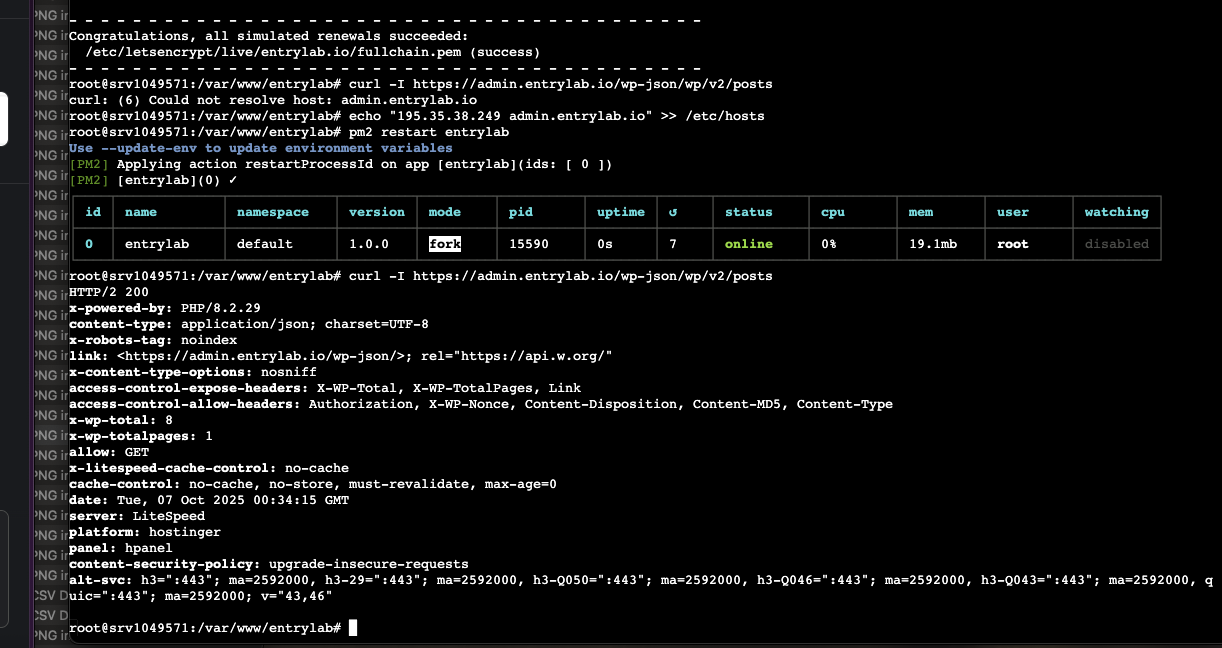 - - - - - - - - - - - - - - - - - - - - - - - - - - - - - - - - - - - - - - - -
Congratulations, all simulated renewals succeeded:
  /etc/letsencrypt/live/entrylab.io/fullchain.pem (success)
- - - - - - - - - - - - - - - - - - - - - - - - - - - - - - - - - - - - - - - -
root@srv1049571:/var/www/entrylab# curl -I https://admin.entrylab.io/wp-json/wp/v2/posts
curl: (6) Could not resolve host: admin.entrylab.io
root@srv1049571:/var/www/entrylab# echo "195.35.38.249 admin.entrylab.io" >> /etc/hosts
root@srv1049571:/var/www/entrylab# pm2 restart entrylab
Use --update-env to update environment variables
[PM2] Applying action restartProcessId on app [entrylab](ids: [ 0 ])
[PM2] [entrylab](0) ✓
id name namespace version mode pid uptime ↺ status cpu mem user watching
0 entrylab default 1.0.0 fork 15590 0s 7 online 0% 19.1mb root disabled
root@srv1049571:/var/www/entrylab# curl -I https://admin.entrylab.io/wp-json/wp/v2/posts
HTTP/2 200
x-powered-by: PHP/8.2.29
content-type: application/json; charset=UTF-8
x-robots-tag: noindex
link: <https://admin.entrylab.io/wp-json/>; rel="https://api.w.org/"
x-content-type-options: nosniff
access-control-expose-headers: X-WP-Total, X-WP-TotalPages, Link
access-control-allow-headers: Authorization, X-WP-Nonce, Content-Disposition, Content-MD5, Content-Type
x-wp-total: 8
x-wp-totalpages: 1
allow: GET
x-litespeed-cache-control: no-cache
cache-control: no-cache, no-store, must-revalidate, max-age=0
date: Tue, 07 Oct 2025 00:34:15 GMT
server: LiteSpeed
platform: hostinger
panel: hpanel
content-security-policy: upgrade-insecure-requests
alt-svc: h3=":443"; ma=2592000, h3-29=":443"; ma=2592000, h3-Q050=":443"; ma=2592000, h3-Q046=":443"; ma=2592000, h3-Q043=":443"; ma=2592000, q
uic=":443"; ma=2592000; v="43,46"
root@srv1049571:/var/www/entrylab#